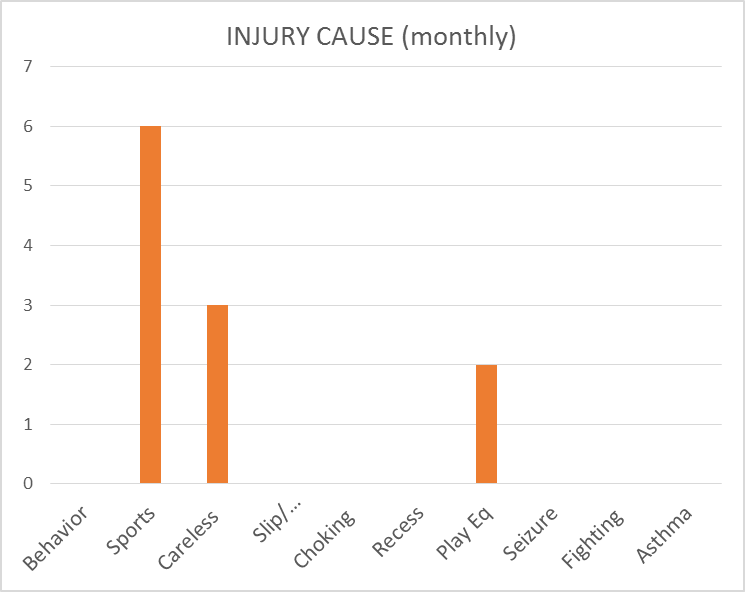 INJURY CAUSE (monthly)
7
6
5
4
3
2
1
0
Behavior
Sports
Careless
Slip/...
Choking
Recess
Play Eq
Seizure
Fighting
Asthma